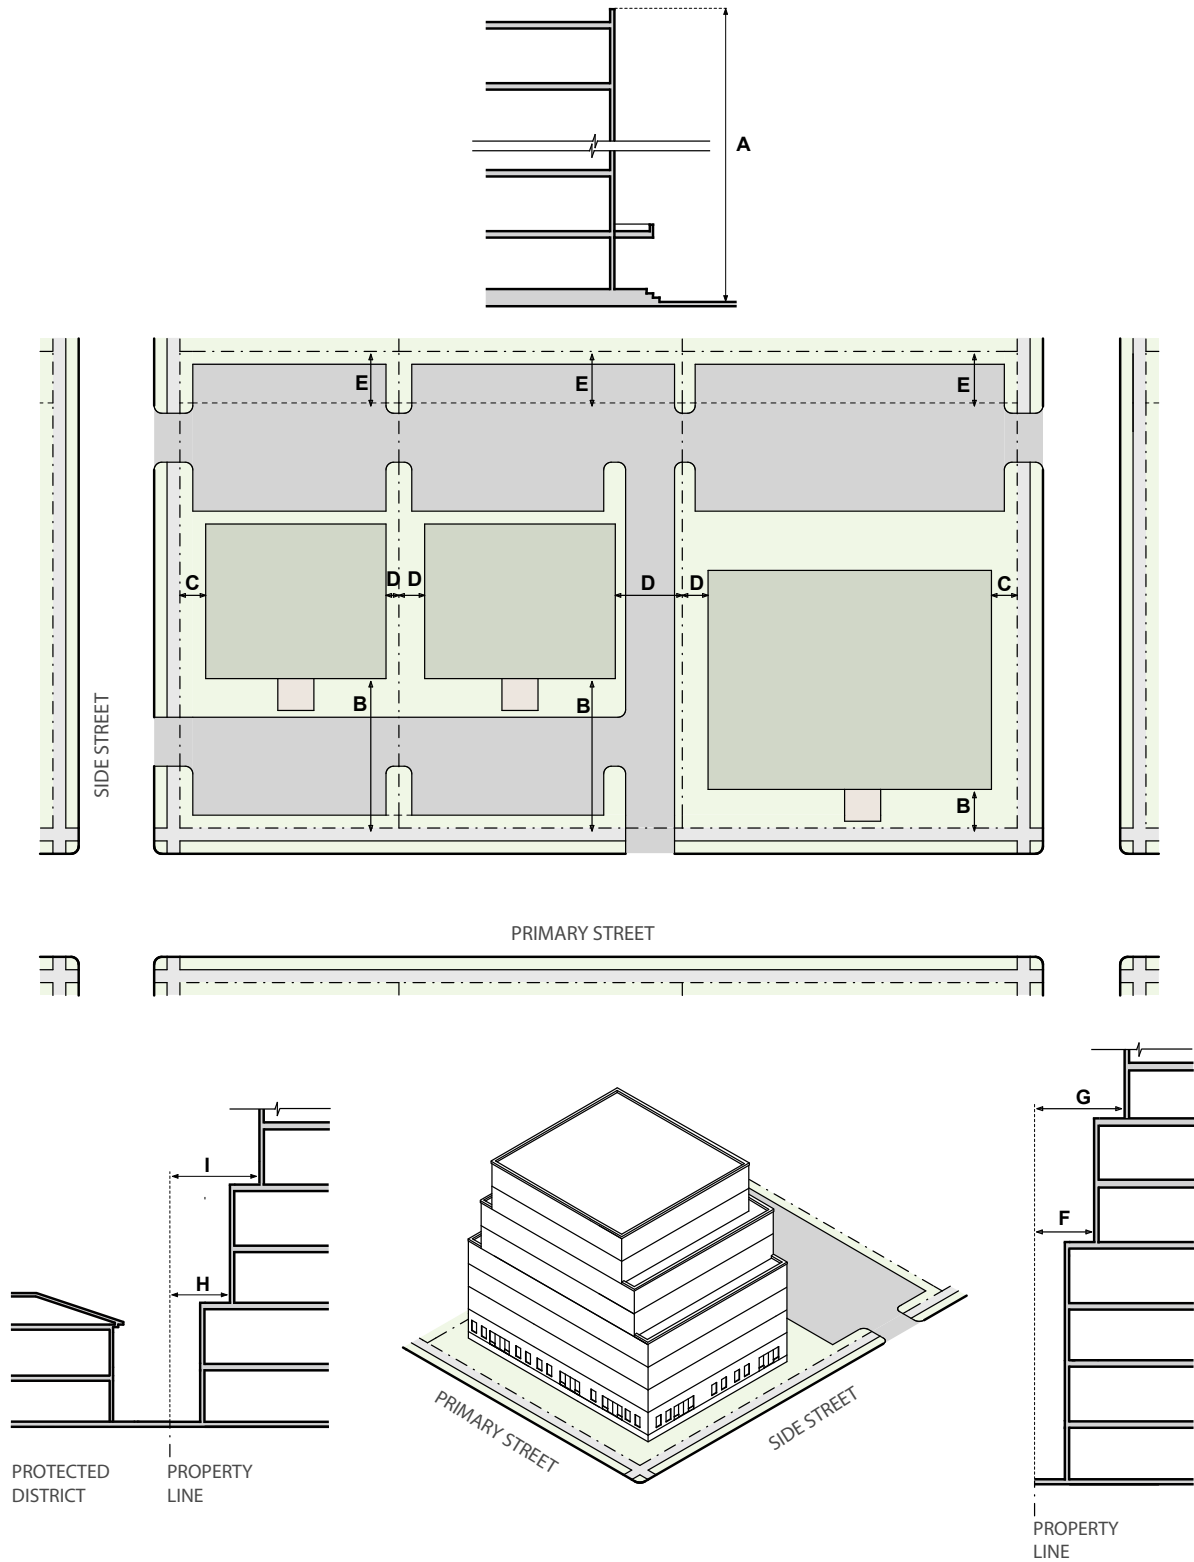 A
E
E
E
C
D
D
D
D
C
B
B
B
SIDE STREET
PRIMARY STREET
G
I
F
H
PRIMARY STREET
SIDE STREET
PROTECTED
DISTRICT
PROPERTY
LINE
PROPERTY
LINE